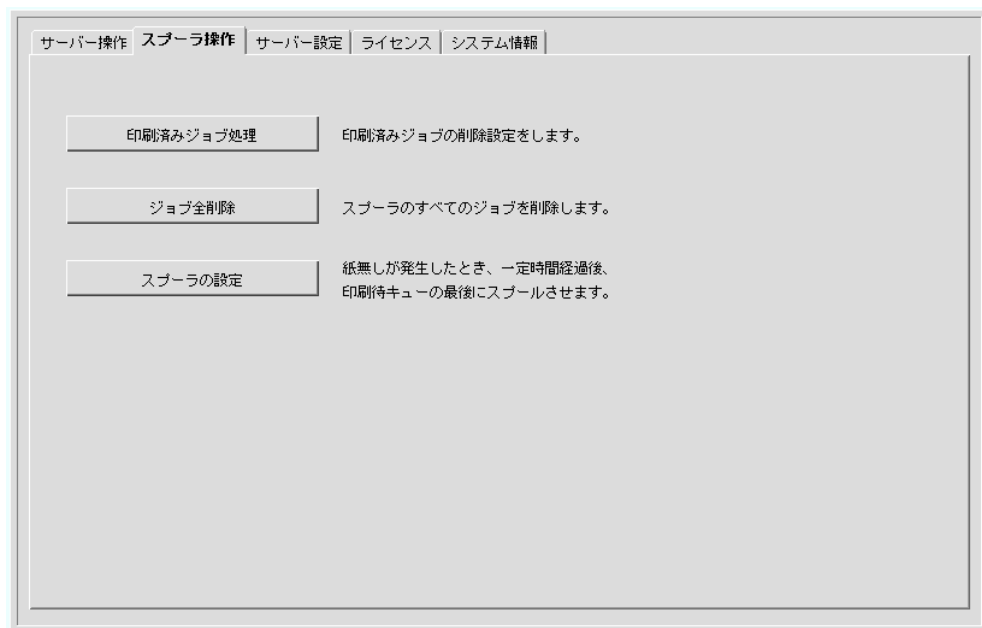 サーバー操作 スプーラ操作 サーバー設定 ライセンス システム情報
印刷済みジョブ処理 印刷済みジョブの削除設定をします。
ジョブ全削除 スプーラのすべてのジョブを削除します。
スプーラの設定 紙無しが発生したとき、一定時間経過後、
印刷待キューの最後にスプールさせます。